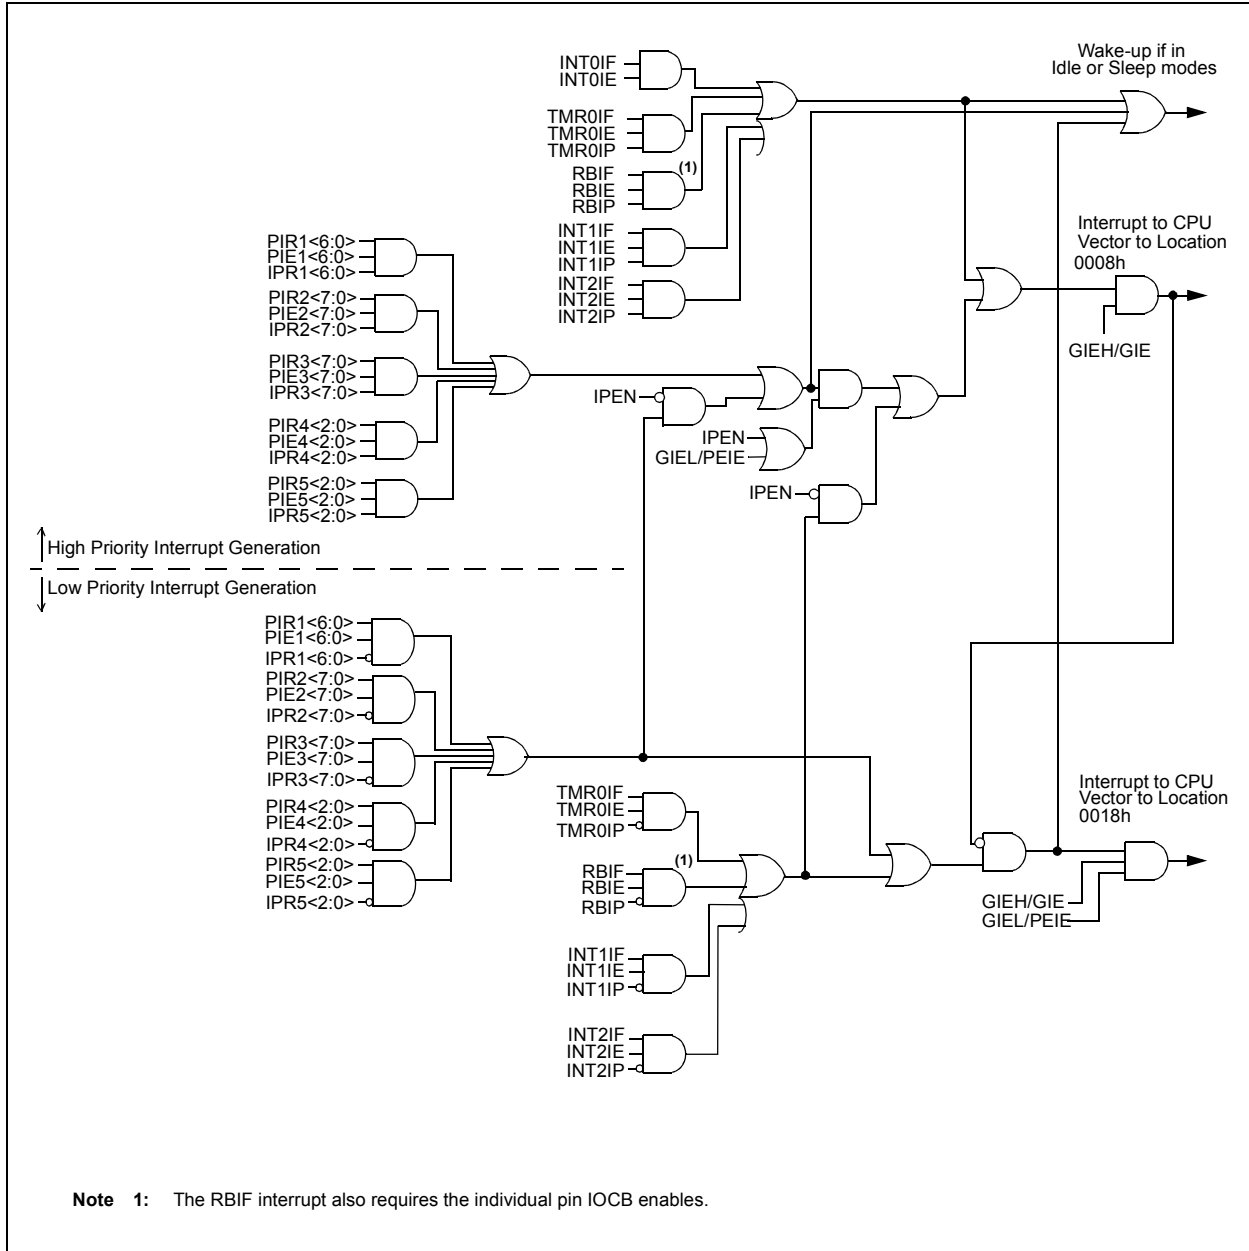 Wake-up if in
Idle or Sleep modes
INT0IF
INT0IE
TMR0IF
TMR0IE
TMR0IP
(1)
RBIF
RBIE
RBIP
INT1IF
INT1IE
INT1IP
INT2IF
INT2IE
INT2IP
Interrupt to CPU
Vector to Location
0008h
GIEH/GIE
PIR1<6:0>
PIE1<6:0>
IPR1<6:0>
PIR2<7:0>
PIE2<7:0>
IPR2<7:0>
PIR3<7:0>
PIE3<7:0>
IPR3<7:0>
PIR4<2:0>
PIE4<2:0>
IPR4<2:0>
PIR5<2:0>
PIE5<2:0>
IPR5<2:0>
IPEN
IPEN
GIEL/PEIE
IPEN
High Priority Interrupt Generation
Low Priority Interrupt Generation
PIR1<6:0>
PIE1<6:0>
IPR1<6:0>
PIR2<7:0>
PIE2<7:0>
IPR2<7:0>
PIR3<7:0>
PIE3<7:0>
IPR3<7:0>
PIR4<2:0>
PIE4<2:0>
IPR4<2:0>
PIR5<2:0>
PIE5<2:0>
IPR5<2:0>
TMR0IF
TMR0IE
TMR0IP
(1)
RBIF
RBIE
RBIP
INT1IF
INT1IE
INT1IP
INT2IF
INT2IE
INT2IP
Interrupt to CPU
Vector to Location
0018h
GIEH/GIE
GIEL/PEIE
Note 1: The RBIF interrupt also requires the individual pin IOCB enables.